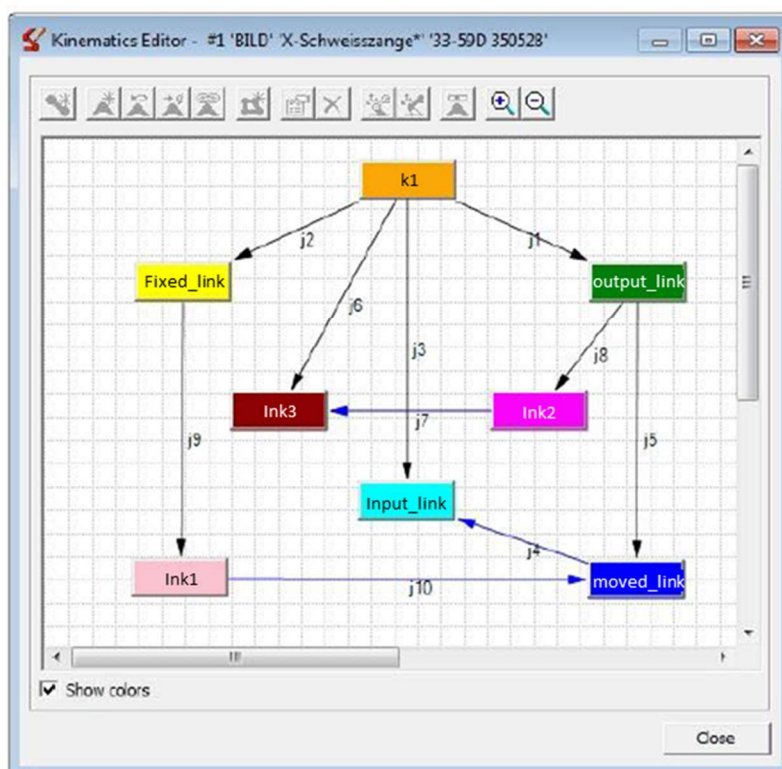 Kinematics Editor - #1 'BILD' 'X-Schweisszange*' '33-59D 350528'
k1
j2
j1
Fixed_link
output_link
j6
j3
j8
lnk3
lnk2
j7
j9
j5
Input_link
j4
lnk1
j10
moved_link
Show colors
Close